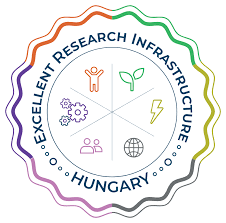 EXCELLENT RESEARCH INFRASTRUCTURE
HUNGARY